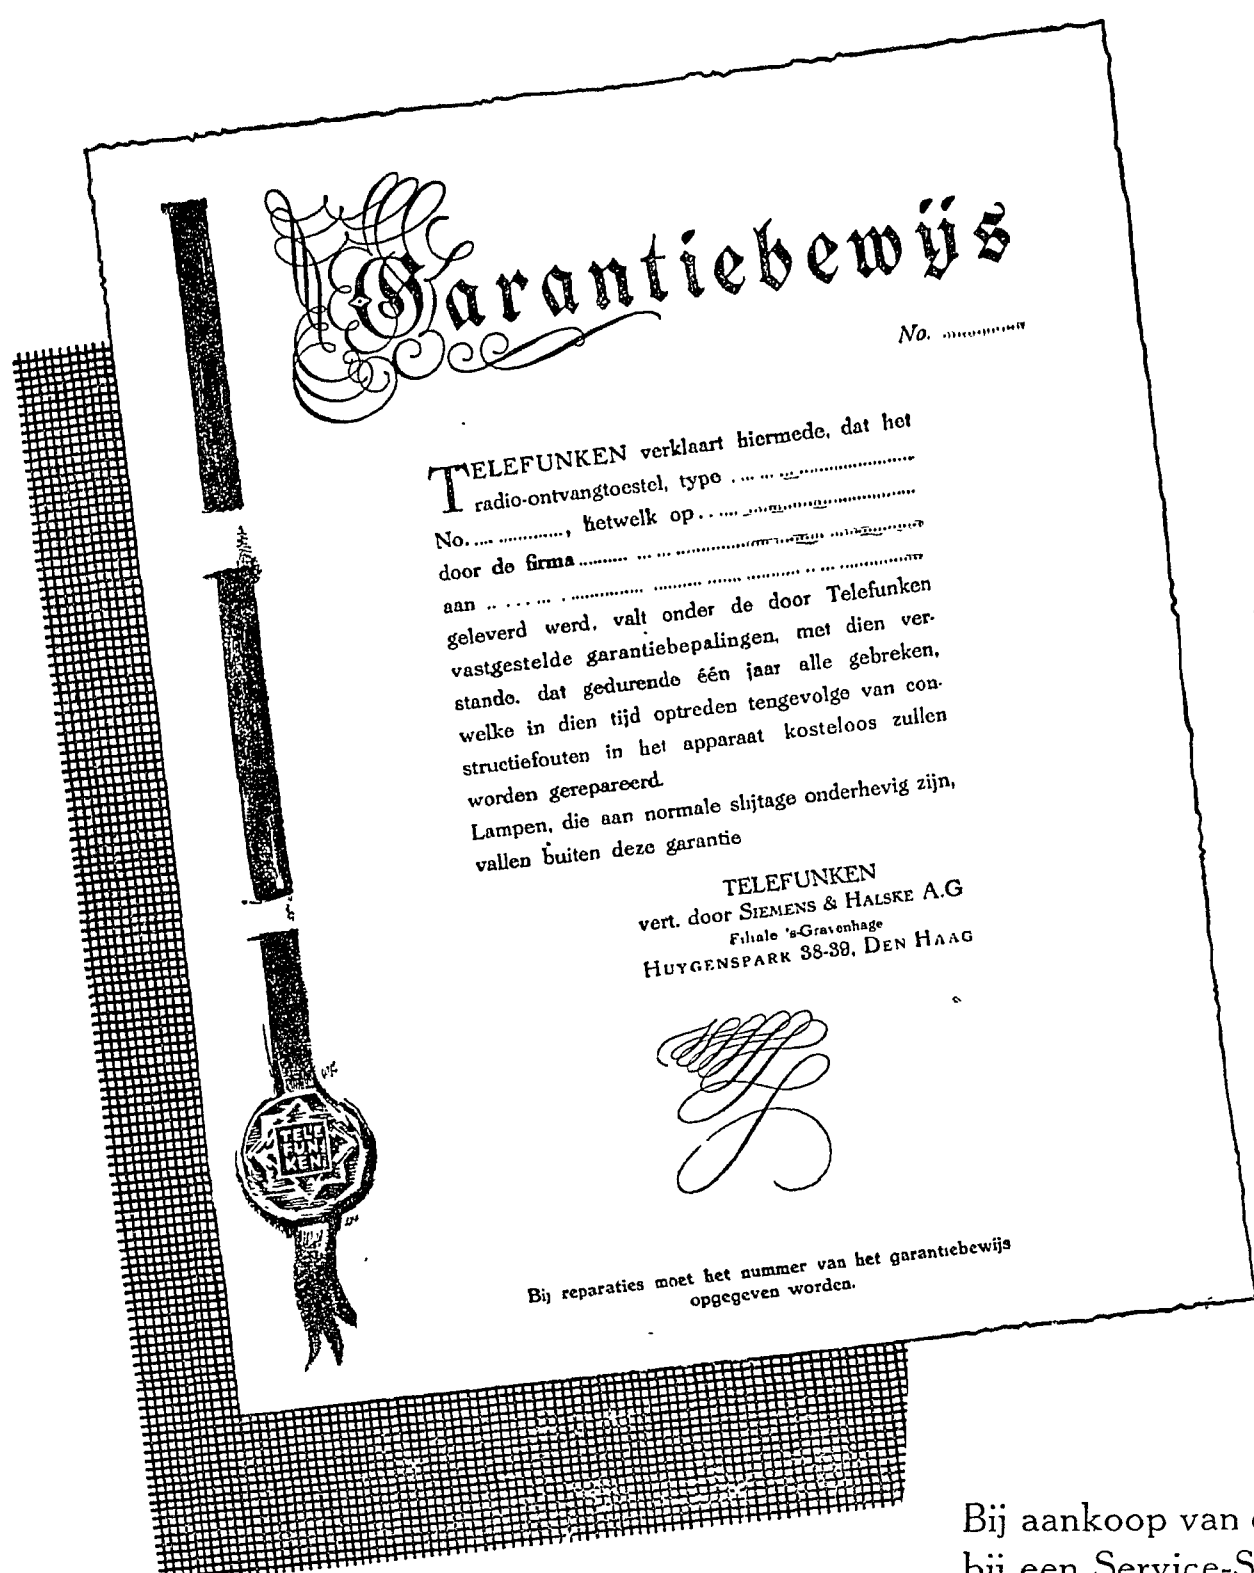 Garantiebewijs
No. ..............
TELEFUNKEN verklaart hiermede, dat het
radio-ontvangtoestel, type ..............
No. .............., hetwelk op ..............
door de firma ..............
aan ..............
geleverd werd, valt onder de door Telefunken
vastgestelde garantiebepalingen, met dien ver-
stande, dat gedurende één jaar alle gebreken,
welke in dien tijd optreden tengevolge van con-
structiefouten in het apparaat kosteloos zullen
worden gerepareerd.
Lampen, die aan normale slijtage onderhevig zijn,
vallen buiten deze garantie
TELEFUNKEN
vert. door SIEMENS & HALSKE A.G
Filiale 's-Gravenhage
HUYGENSPARK 38-39, DEN HAAG
TELE
FUN
KEN
Bij reparaties moet het nummer van het garantiebewijs
opgegeven worden.
Bij aankoop van
bij een Service-S